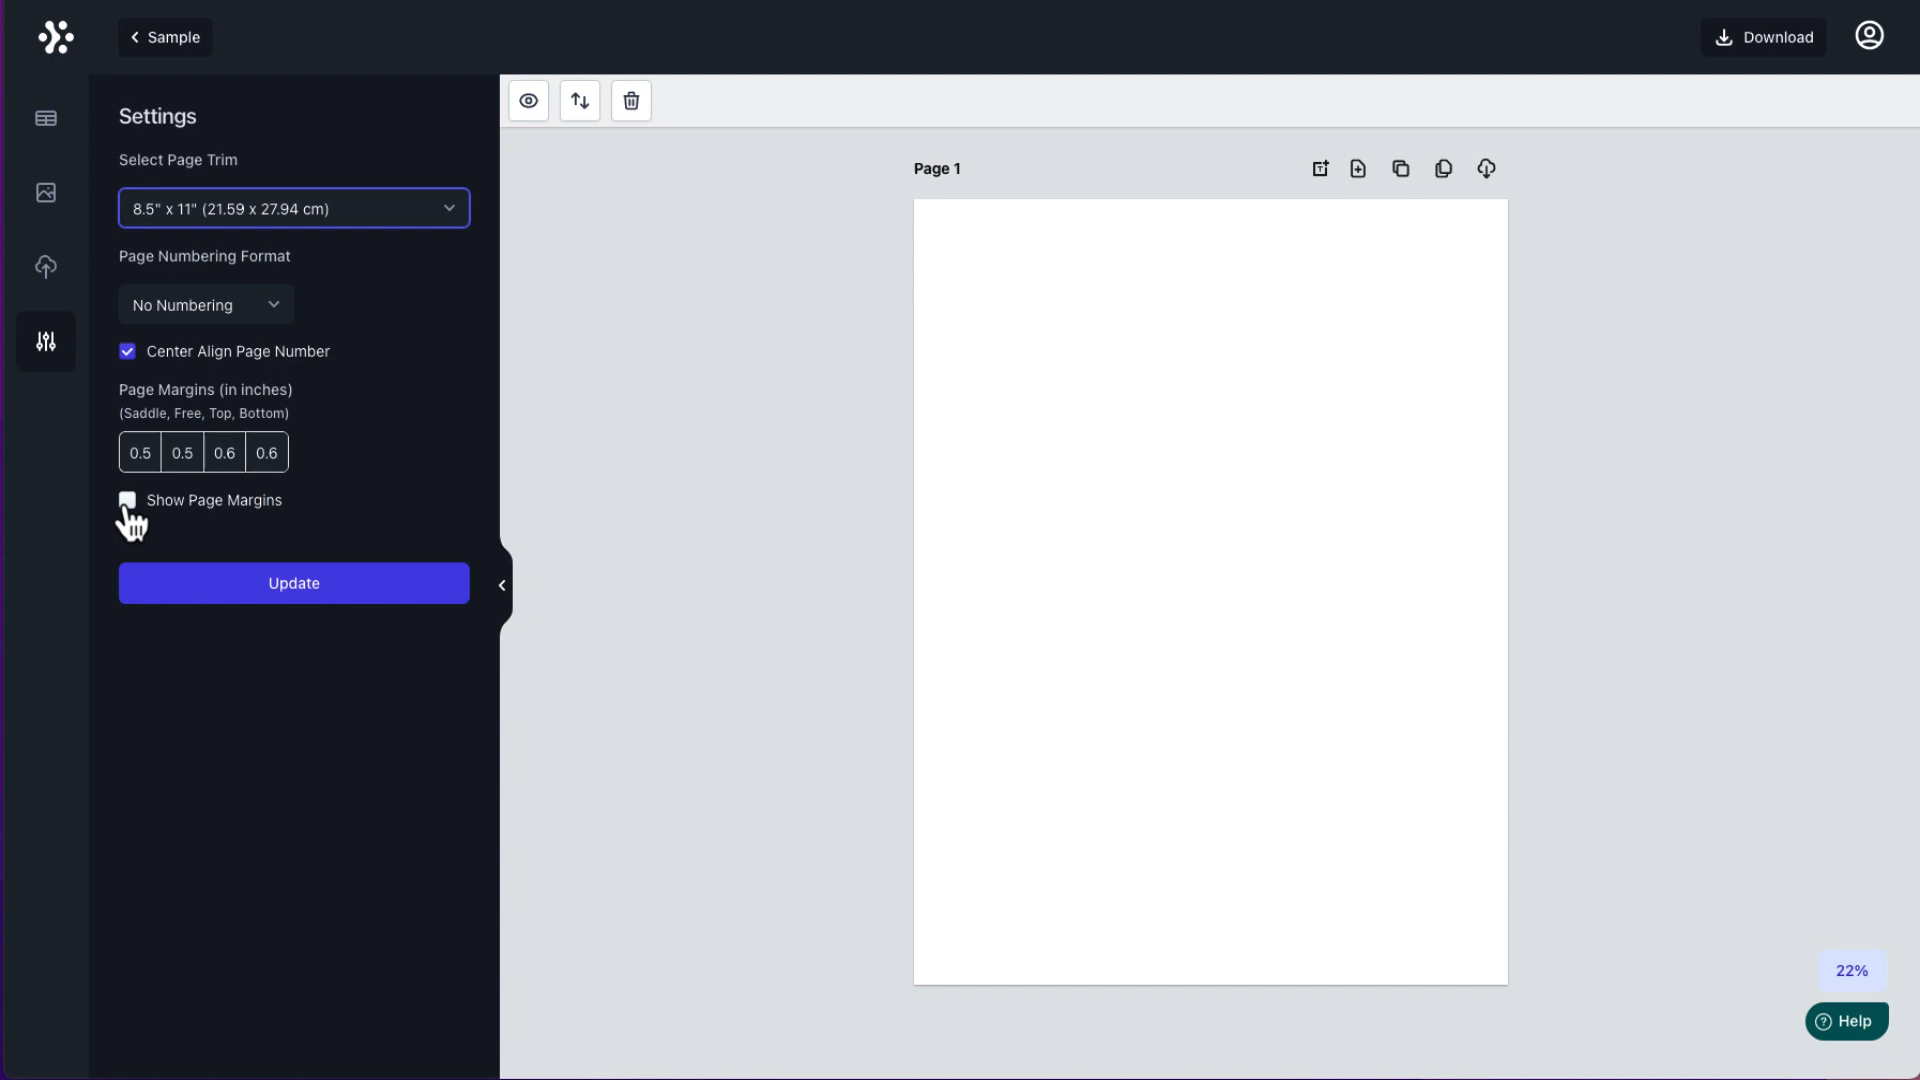 Sample
Download
Settings
Select Page Trim
Page 1
8.5" x 11" (21.59 x 27.94 cm)
Page Numbering Format
No Numbering
Center Align Page Number
Page Margins (in inches)
(Saddle, Free, Top, Bottom)
0.5 0.5 0.6 0.6
Show Page Margins
Update
22%
Help